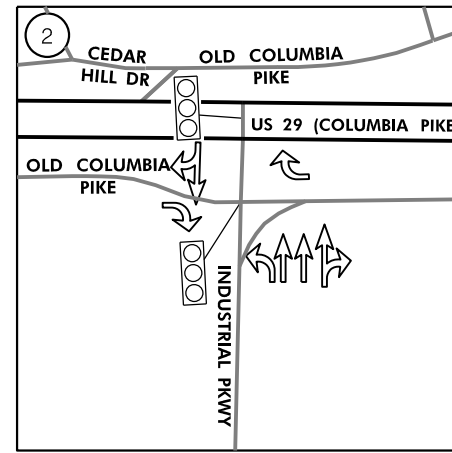 2
CEDAR
HILL DR
OLD COLUMBIA
PIKE
US 29 (COLUMBIA PIKE
OLD COLUMBIA
PIKE
INDUSTRIAL PKWY